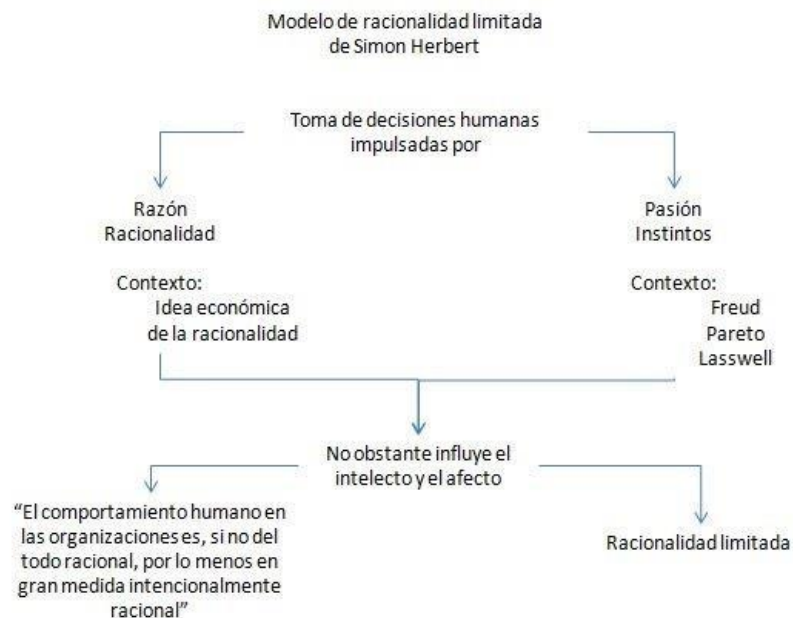 Modelo de racionalidad limitada
de Simon Herbert
Toma de decisiones humanas
impulsadas por
Razón
Racionalidad
Pasión
Instintos
Contexto:
Idea económica
de la racionalidad
Contexto:
Freud
Pareto
Lasswell
No obstante influye el
intelecto y el afecto
“El comportamiento humano en
las organizaciones es, si no del
todo racional, por lo menos en
gran medida intencionalmente
racional”
Racionalidad limitada